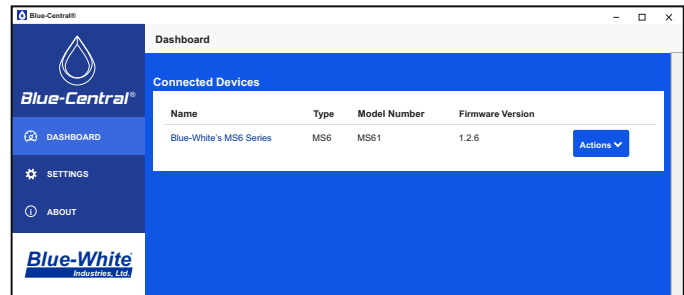 Blue-Central®
Dashboard
Blue-Central®
Connected Devices
Name Type Model Number Firmware Version
Blue-White's MS6 Series MS6 MS61 1.2.6 Actions
DASHBOARD
SETTINGS
ABOUT
Blue-White
Industries, Ltd.